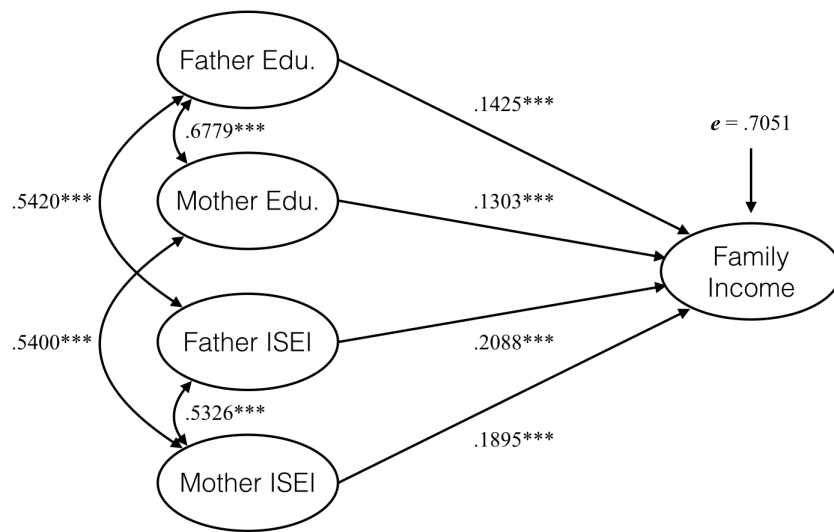 Father Edu.
.1425***
.6779***
e = .7051
.5420***
Mother Edu.
.1303***
Family
Income
.5400***
Father ISEI
.2088***
.5326***
.1895***
Mother ISEI